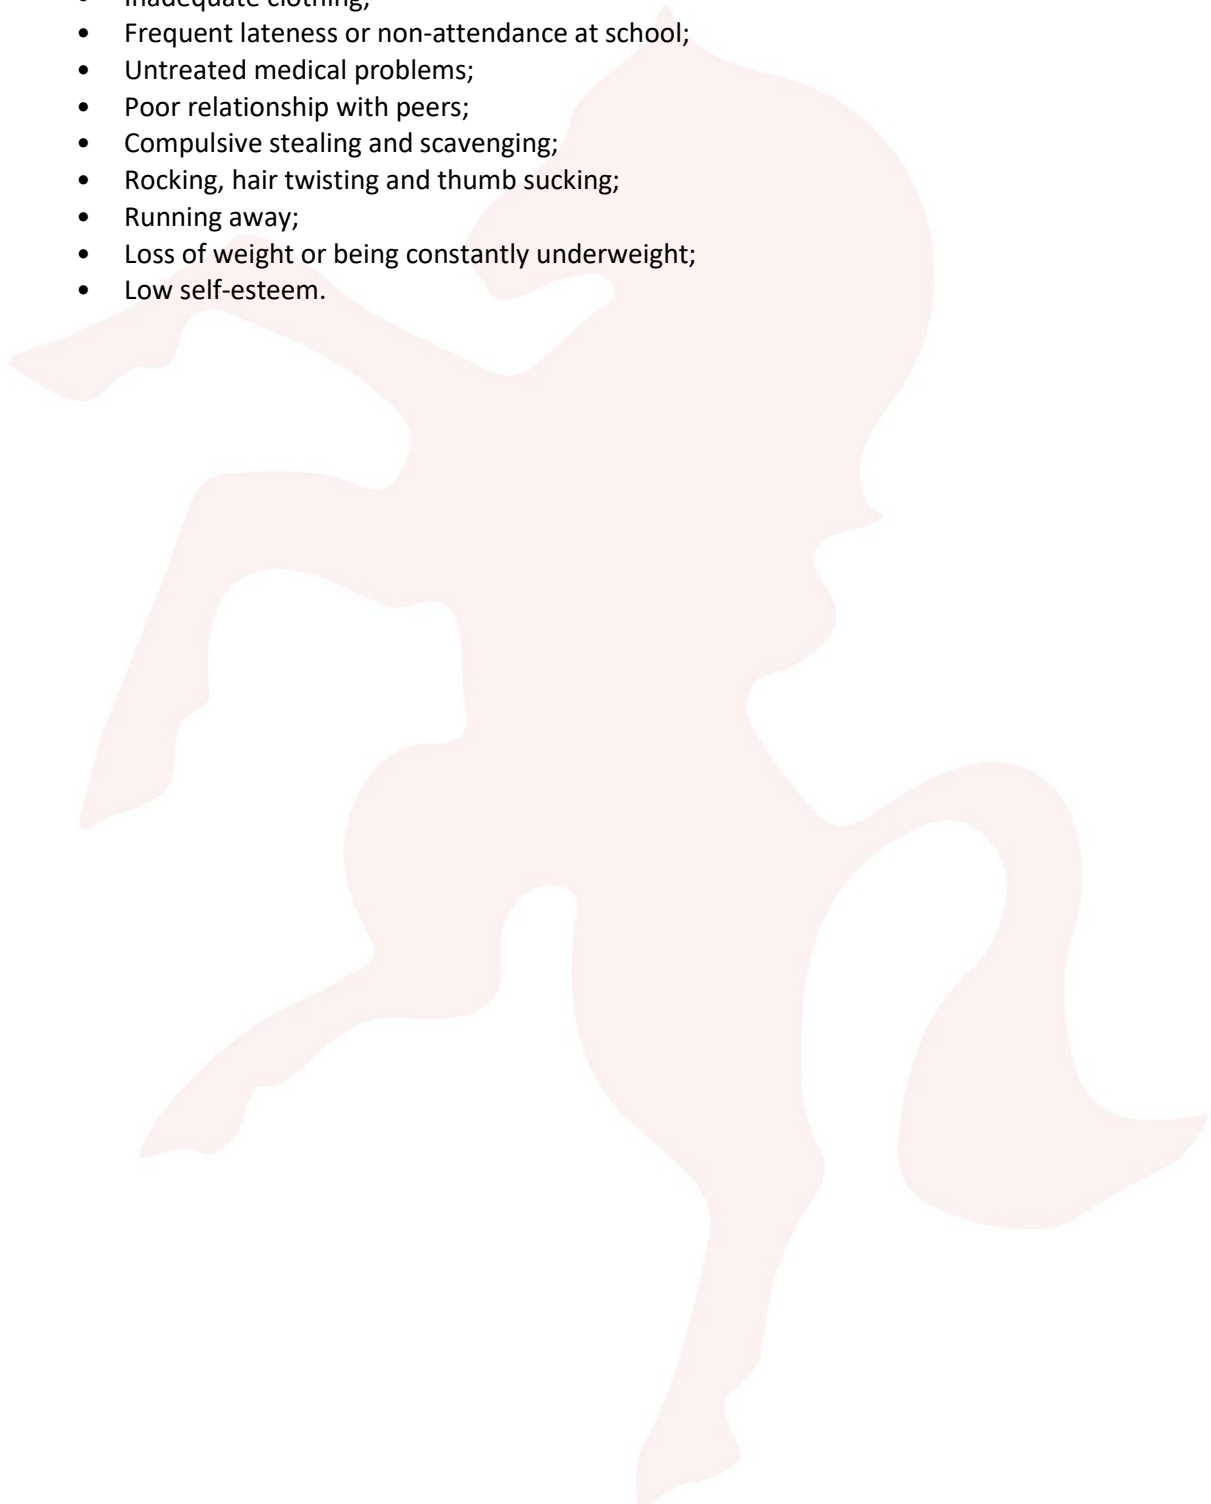 • Inadequate clothing;
• Frequent lateness or non-attendance at school;
• Untreated medical problems;
• Poor relationship with peers;
• Compulsive stealing and scavenging;
• Rocking, hair twisting and thumb sucking;
• Running away;
• Loss of weight or being constantly underweight;
• Low self-esteem.